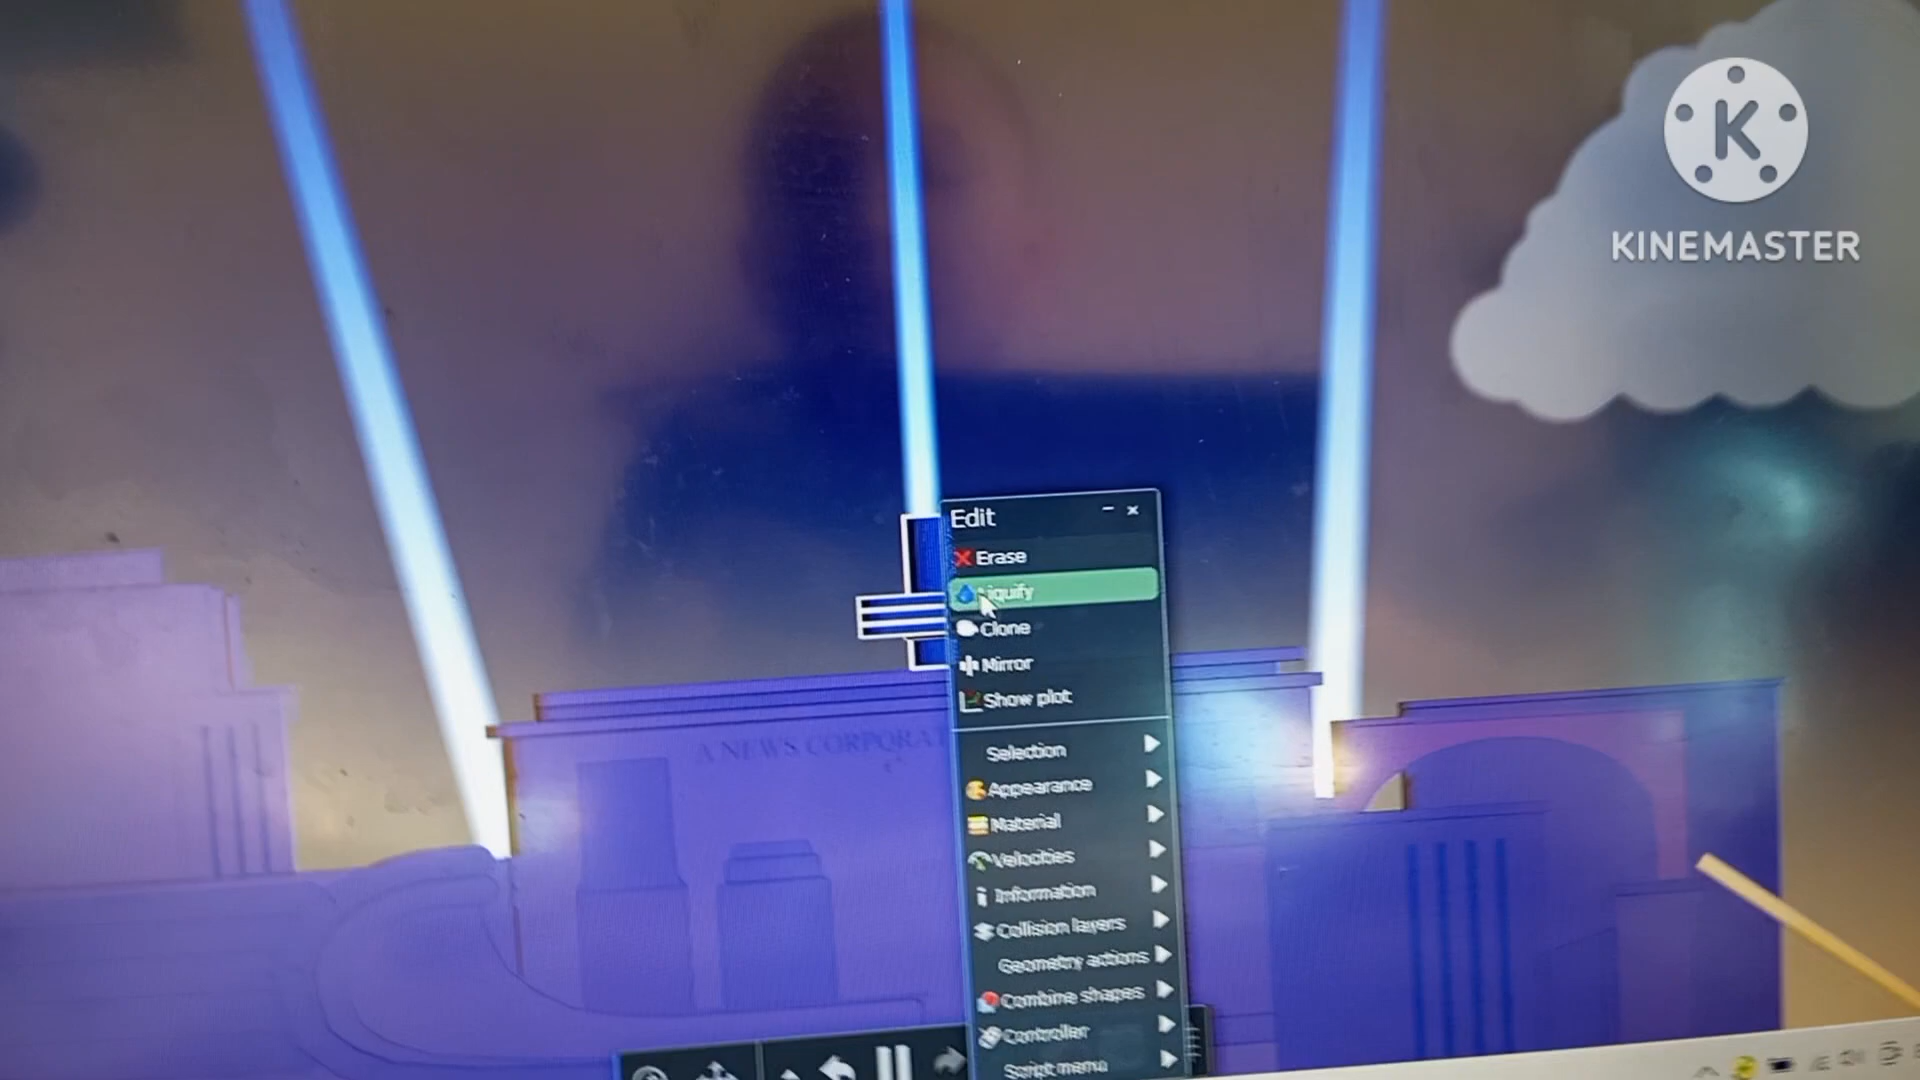 K
KINEMASTER
Edit
Erase
Liquify
Clone
Mirror
Show plot
A NEWS CORPORAT
Selection
Appearance
Material
Velocities
Information
Collision layers
Geometry actions
Combine shapes
Controller
Script menu